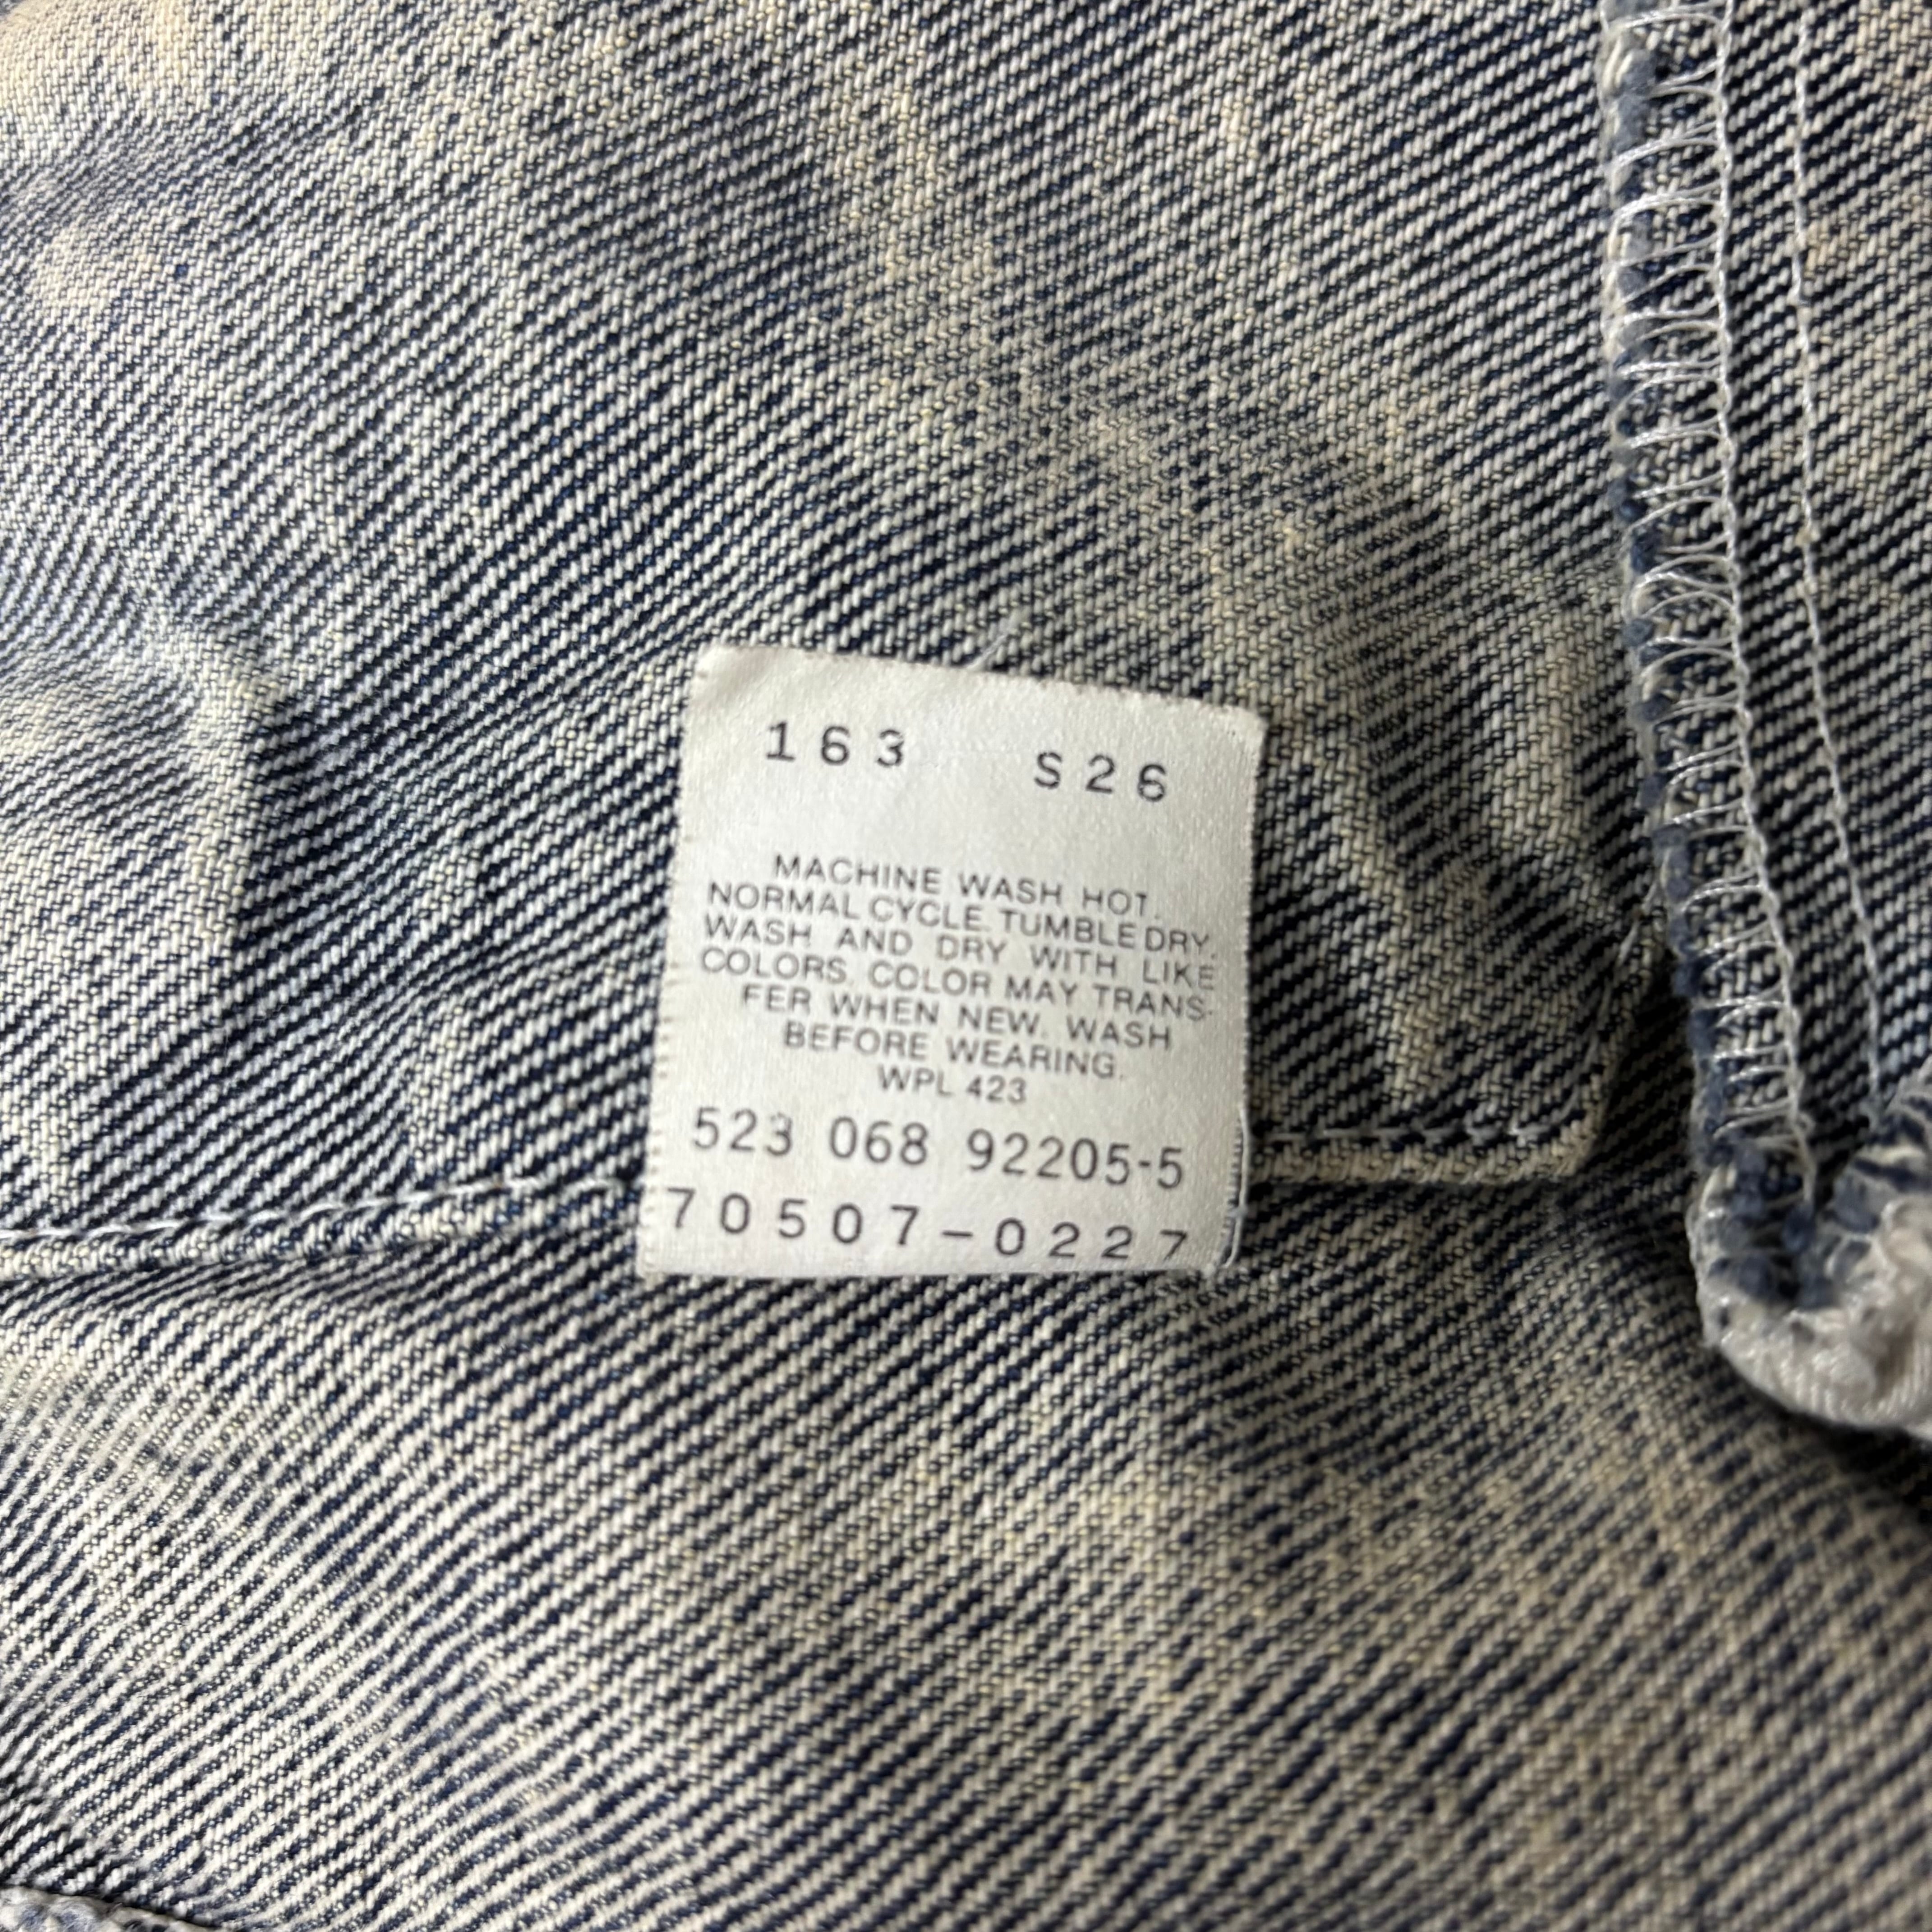 163 S26
MACHINE WASH HOT.
NORMAL CYCLE. TUMBLE DRY.
WASH AND DRY WITH LIKE
COLORS. COLOR MAY TRANS-
FER WHEN NEW. WASH
BEFORE WEARING.
WPL 423
523 068 92205-5
70507-0227